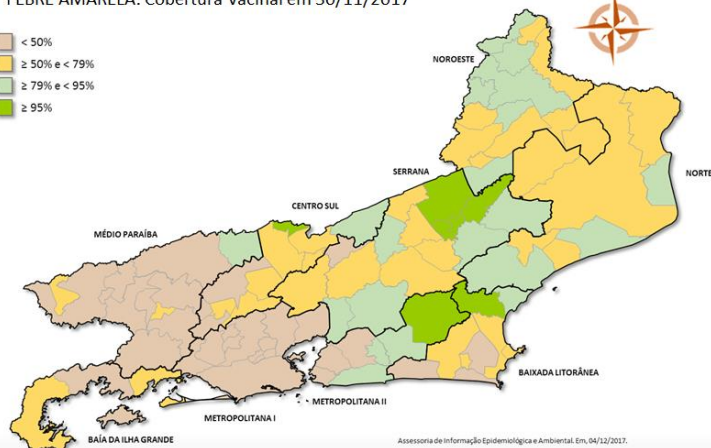 FEBRE AMARELA: Cobertura Vacinal em 30/11/2017
< 50%
≥ 50% e < 79%
≥ 79% e < 95%
≥ 95%
NOROESTE
NORTE
SERRANA
CENTRO SUL
MÉDIO PARAÍBA
BAIXADA LITORÂNEA
METROPOLITANA II
METROPOLITANA I
BAÍA DA ILHA GRANDE
Assessoria de Informação Epidemiológica e Ambiental. Em, 04/12/2017.